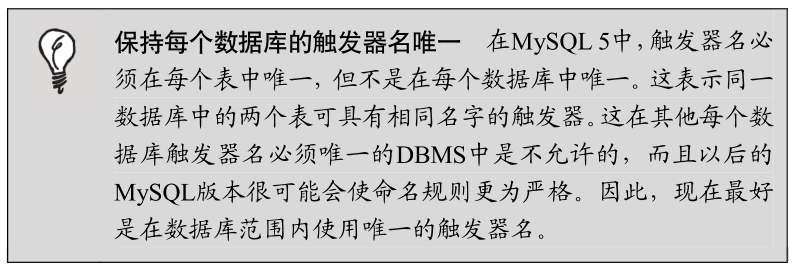 保持每个数据库的触发器名唯一 在MySQL 5中，触发器名必
须在每个表中唯一，但不是在每个数据库中唯一。这表示同一
数据库中的两个表可具有相同名字的触发器。这在其他每个数
据库触发器名必须唯一的DBMS中是不允许的，而且以后的
MySQL版本很可能会使命名规则更为严格。因此，现在最好
是在数据库范围内使用唯一的触发器名。